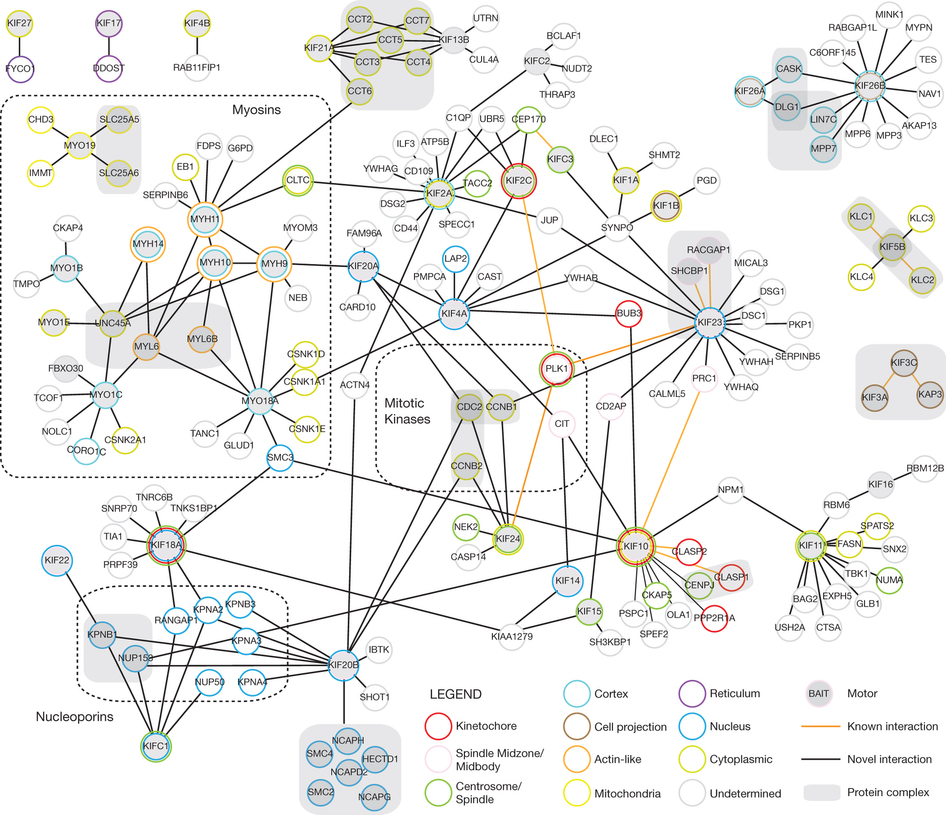 KIF27
KIF17
KIF4B
FYCO1
DDOST
RAB11FIP1
CCT2
CCT7
UTRN
KIF21A
CCT5
KIF13B
CCT3
CCT4
CUL4A
CCT6
BCLAF1
KIFC2
NUDT2
THRAP3
MINK1
RABGAP1L
MYPN
C6ORF145
TES
CASK
KIF26A
KIF26B
NAV1
DLG1
LIN7C
AKAP13
MPP7
MPP6
MPP3
Myosins
CHD3
SLC25A5
MYO19
IMMT
SLC25A6
FDPS
G6PD
EB1
SERPINB6
CLTC
MYH11
MYOM3
CKAP4
MYH14
MYH10
MYH9
MYO1B
TMPO
NEB
MYO1E
UNC45A
MYL6
MYL6B
FBXO30
CSNK1D
TCOF1
MYO1C
MYO18A
CSNK1A1
NOLC1
TANC1
GLUD1
CSNK1E
CORO1C
CSNK2A1
SMC3
C1QP
UBR5
CEP170
ILF3
ATP5B
YWHAG
CD109
KIFC3
DLEC1
SHMT2
KIF2A
TACC2
KIF2C
KIF1A
PGD
DSG2
KIF1B
CD44
SPECC1
JUP
SYNPO
FAM96A
LAP2
KIF20A
PMPCA
CAST
YWHAB
CARD10
KIF4A
BUB3
RACGAP1
SHCBP1
MICAL3
DSG1
KIF23
DSC1
PKP1
SERPINB5
YWHAH
PRC1
YWHAQ
CALML5
CD2AP
PLK1
ACTN4
Mitotic
Kinases
CDC2
CCNB1
CIT
CCNB2
KLC1
KLC3
KIF5B
KLC4
KLC2
KIF3C
KIF3A
KAP3
TNRC6B
SNRP70
TNKS1BP1
TIA1
KIF18A
PRPF39
KIF22
NEK2
KIF24
CASP14
KIF10
CLASP2
CLASP1
CENPJ
CKAP5
PPP2R1A
OLA1
PSPC1
SPEF2
NPM1
RBM12B
KIF16
RBM6
SPATS2
KIF11
FASN
SNX2
TBK1
NUMA
EXPH5
GLB1
BAG2
USH2A
CTSA
KIF14
KIF15
KIAA1279
SH3KBP1
KPNA2
KPNB3
RANGAP1
KPNB1
KPNA3
NUP153
NUP50
KPNA4
KIF20B
IBTK
SHOT1
Nucleoporins
KIFC1
NCAPH
SMC4
HECTD1
NCAPD2
SMC2
NCAPG
LEGEND
Kinetochore
Spindle Midzone/
Midbody
Centrosome/
Spindle
Cortex
Cell projection
Actin-like
Mitochondria
Reticulum
Nucleus
Cytoplasmic
Undetermined
BAIT
Motor
Known interaction
Novel interaction
Protein complex